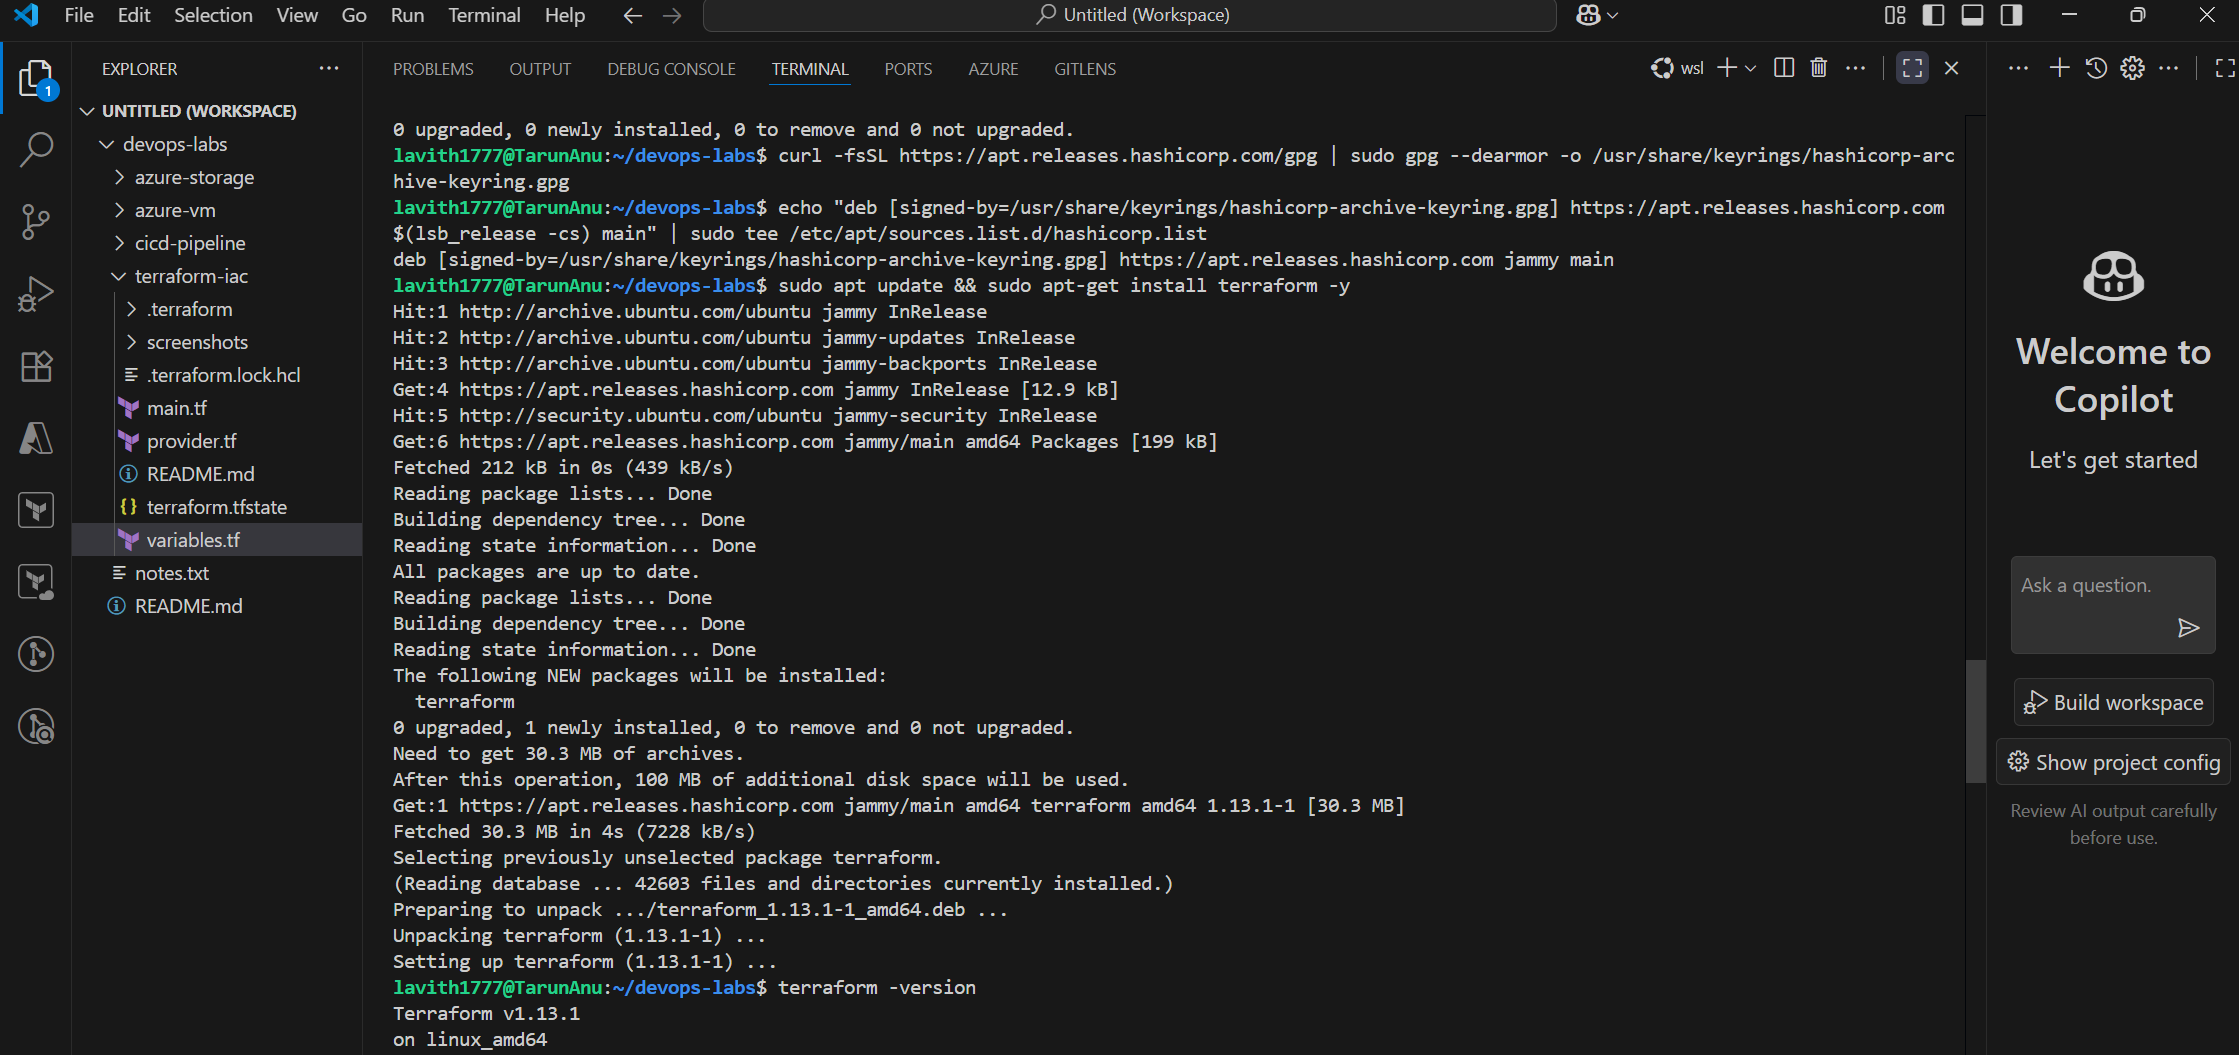 File Edit Selection View Go Run Terminal Help Untitled (Workspace)
EXPLORER
1
UNTITLED (WORKSPACE)
devops-labs
azure-storage
azure-vm
cicd-pipeline
terraform-iac
.terraform
screenshots
.terraform.lock.hcl
main.tf
provider.tf
README.md
terraform.tfstate
variables.tf
notes.txt
README.md
PROBLEMS OUTPUT DEBUG CONSOLE TERMINAL PORTS AZURE GITLENS wsl
0 upgraded, 0 newly installed, 0 to remove and 0 not upgraded.
lavith1777@TarunAnu:~/devops-labs$ curl -fsSL https://apt.releases.hashicorp.com/gpg | sudo gpg --dearmor -o /usr/share/keyrings/hashicorp-arc
hive-keyring.gpg
lavith1777@TarunAnu:~/devops-labs$ echo "deb [signed-by=/usr/share/keyrings/hashicorp-archive-keyring.gpg] https://apt.releases.hashicorp.com
$(lsb_release -cs) main" | sudo tee /etc/apt/sources.list.d/hashicorp.list
deb [signed-by=/usr/share/keyrings/hashicorp-archive-keyring.gpg] https://apt.releases.hashicorp.com jammy main
lavith1777@TarunAnu:~/devops-labs$ sudo apt update && sudo apt-get install terraform -y
Hit:1 http://archive.ubuntu.com/ubuntu jammy InRelease
Hit:2 http://archive.ubuntu.com/ubuntu jammy-updates InRelease
Hit:3 http://archive.ubuntu.com/ubuntu jammy-backports InRelease
Get:4 https://apt.releases.hashicorp.com jammy InRelease [12.9 kB]
Hit:5 http://security.ubuntu.com/ubuntu jammy-security InRelease
Get:6 https://apt.releases.hashicorp.com jammy/main amd64 Packages [199 kB]
Fetched 212 kB in 0s (439 kB/s)
Reading package lists... Done
Building dependency tree... Done
Reading state information... Done
All packages are up to date.
Reading package lists... Done
Building dependency tree... Done
Reading state information... Done
The following NEW packages will be installed:
terraform
0 upgraded, 1 newly installed, 0 to remove and 0 not upgraded.
Need to get 30.3 MB of archives.
After this operation, 100 MB of additional disk space will be used.
Get:1 https://apt.releases.hashicorp.com jammy/main amd64 terraform amd64 1.13.1-1 [30.3 MB]
Fetched 30.3 MB in 4s (7228 kB/s)
Selecting previously unselected package terraform.
(Reading database ... 42603 files and directories currently installed.)
Preparing to unpack .../terraform_1.13.1-1_amd64.deb ...
Unpacking terraform (1.13.1-1) ...
Setting up terraform (1.13.1-1) ...
lavith1777@TarunAnu:~/devops-labs$ terraform -version
Terraform v1.13.1
on linux_amd64
Welcome to
Copilot
Let's get started
Ask a question.
Build workspace
Show project config
Review AI output carefully
before use.